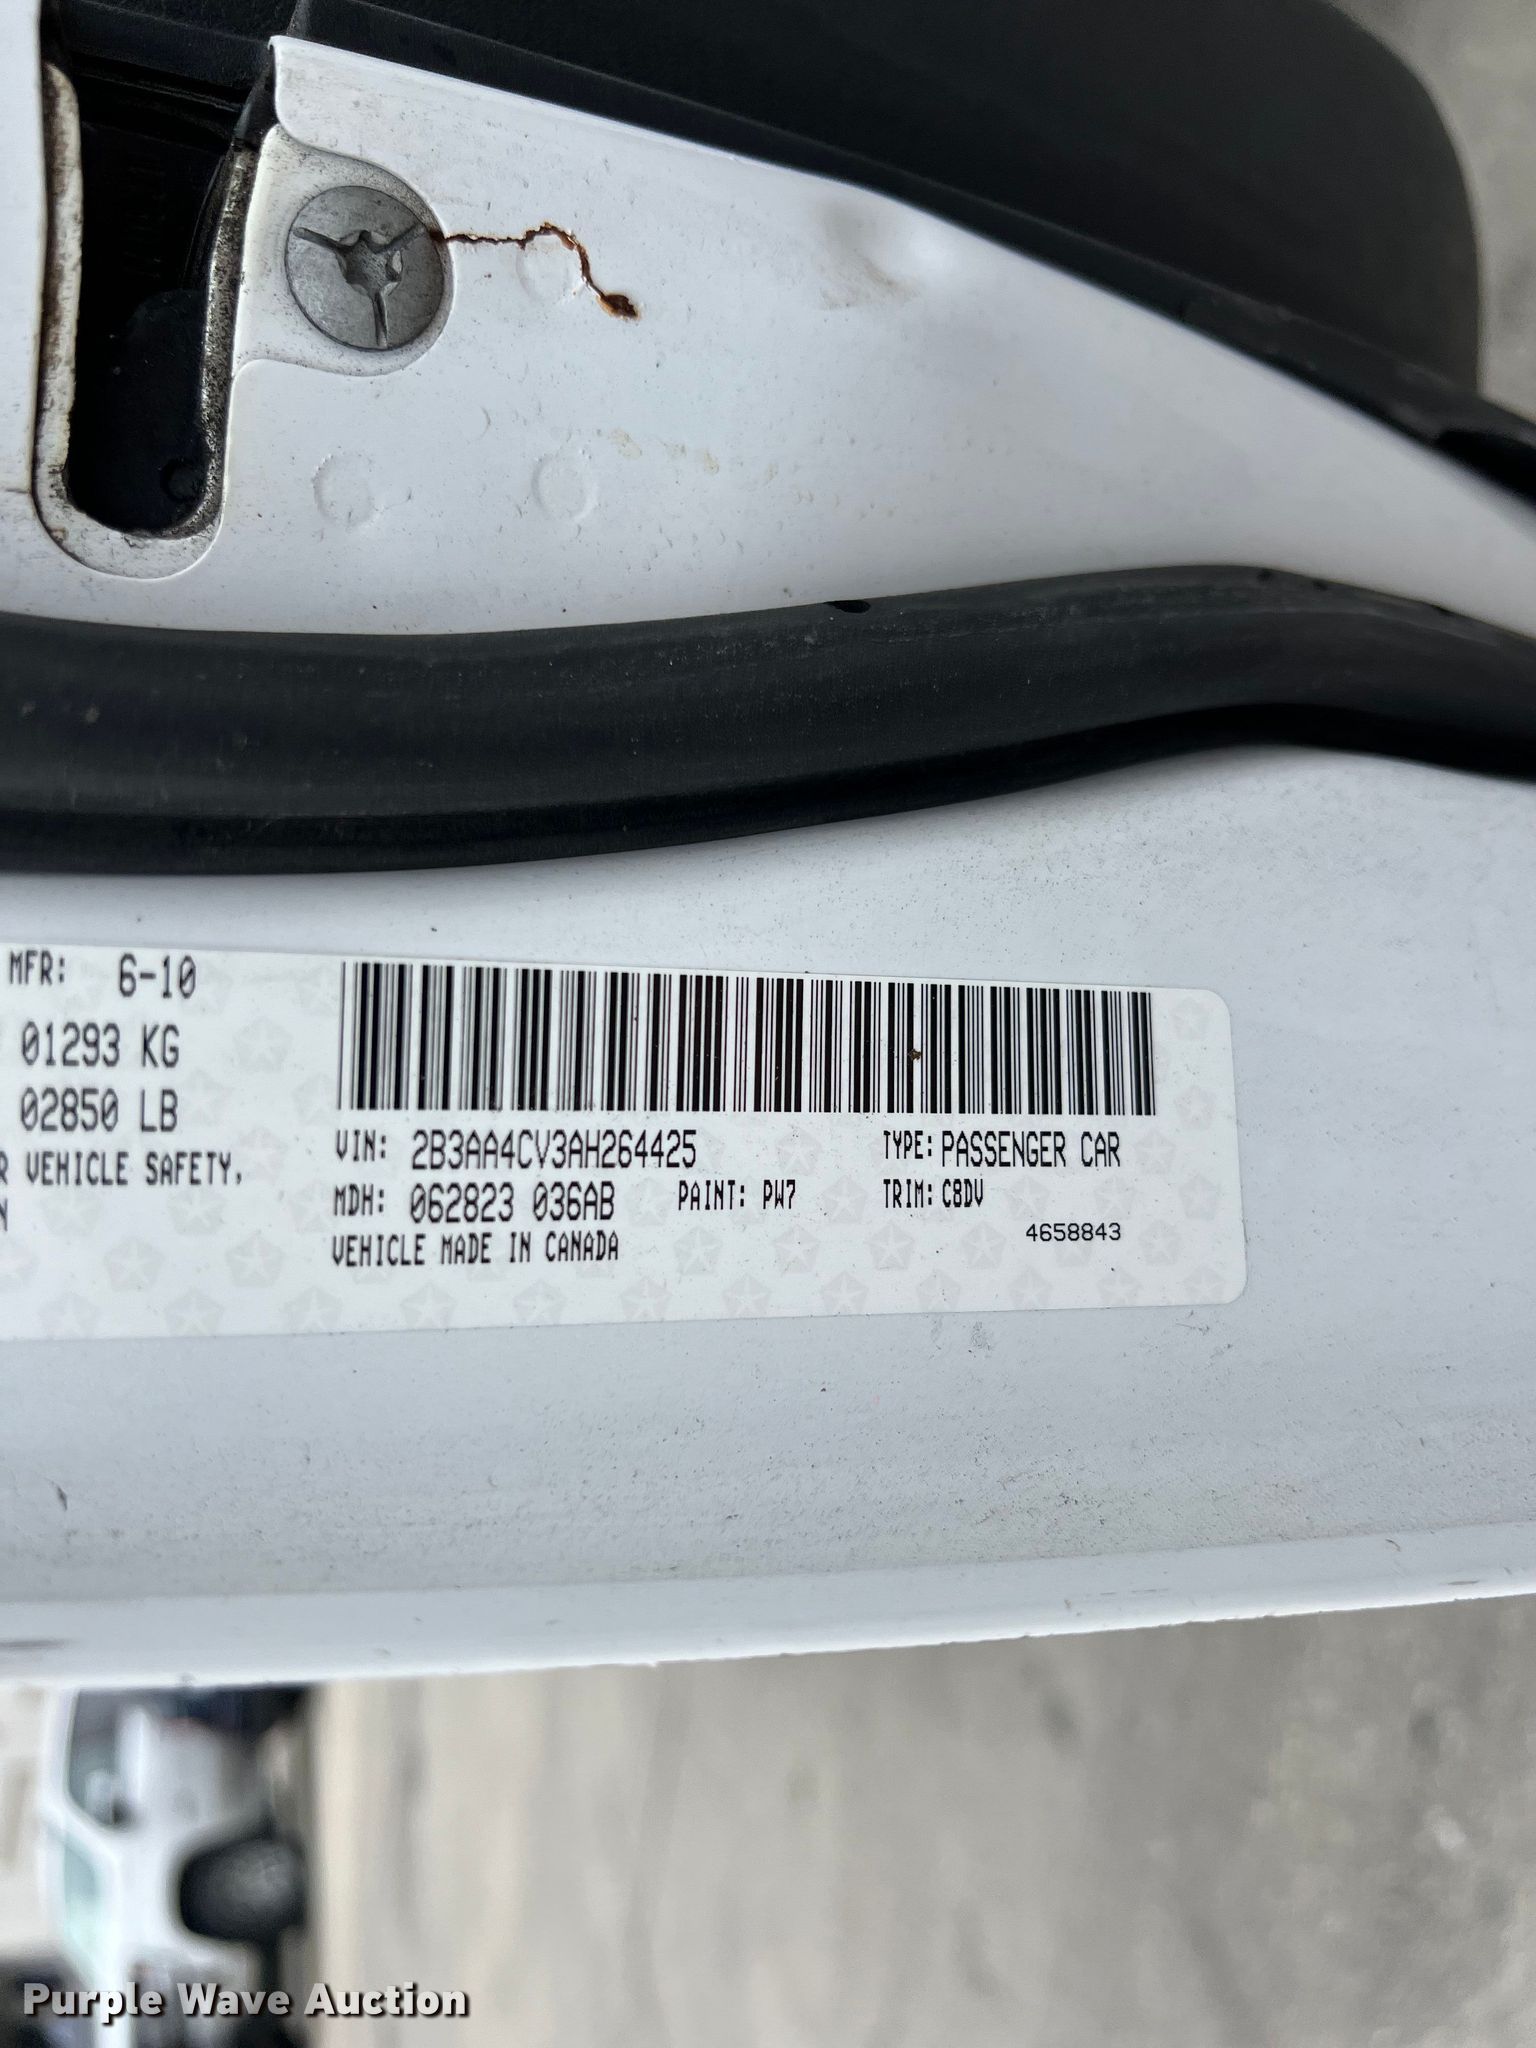 MFR: 6-10
01293 KG
02850 LB
R VEHICLE SAFETY,
N
VIN: 2B3AA4CV3AH264425 TYPE: PASSENGER CAR
MDH: 062823 036AB PAINT: PW7 TRIM: C8DV
VEHICLE MADE IN CANADA 4658843
Purple Wave Auction